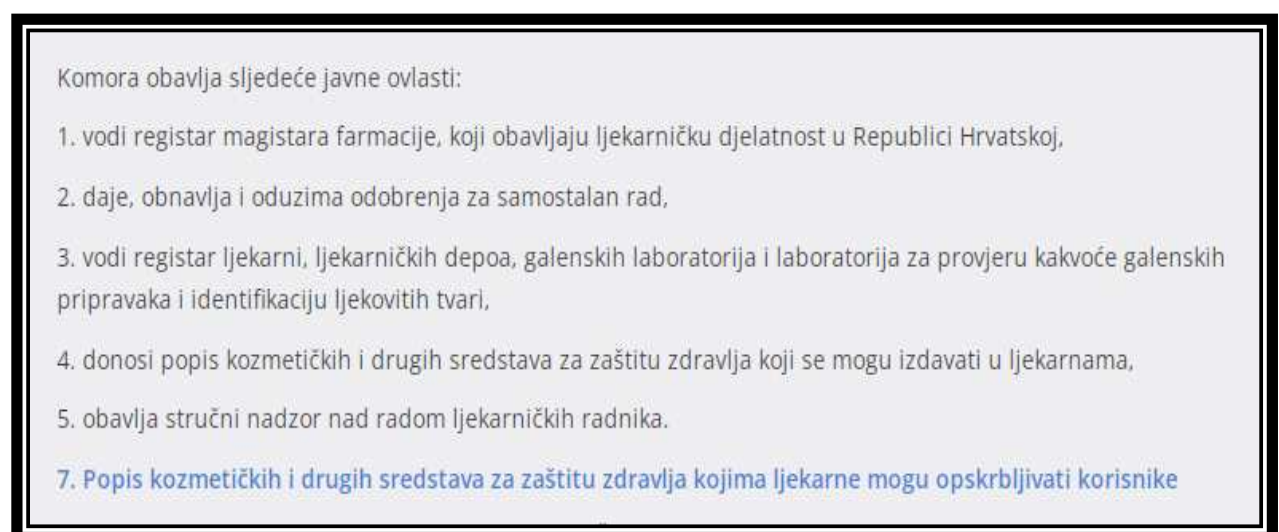 Komora obavlja sljedeće javne ovlasti:
1. vodi registar magistara farmacije, koji obavljaju ljekarničku djelatnost u Republici Hrvatskoj,
2. daje, obnavlja i oduzima odobrenja za samostalan rad,
3. vodi registar ljekarni, ljekarničkih depoa, galenskih laboratorija i laboratorija za provjeru kakvoće galenskih
pripravaka i identifikaciju ljekovitih tvari,
4. donosi popis kozmetičkih i drugih sredstava za zaštitu zdravlja koji se mogu izdavati u ljekarnama,
5. obavlja stručni nadzor nad radom ljekarničkih radnika.
7. Popis kozmetičkih i drugih sredstava za zaštitu zdravlja kojima ljekarne mogu opskrbljivati korisnike